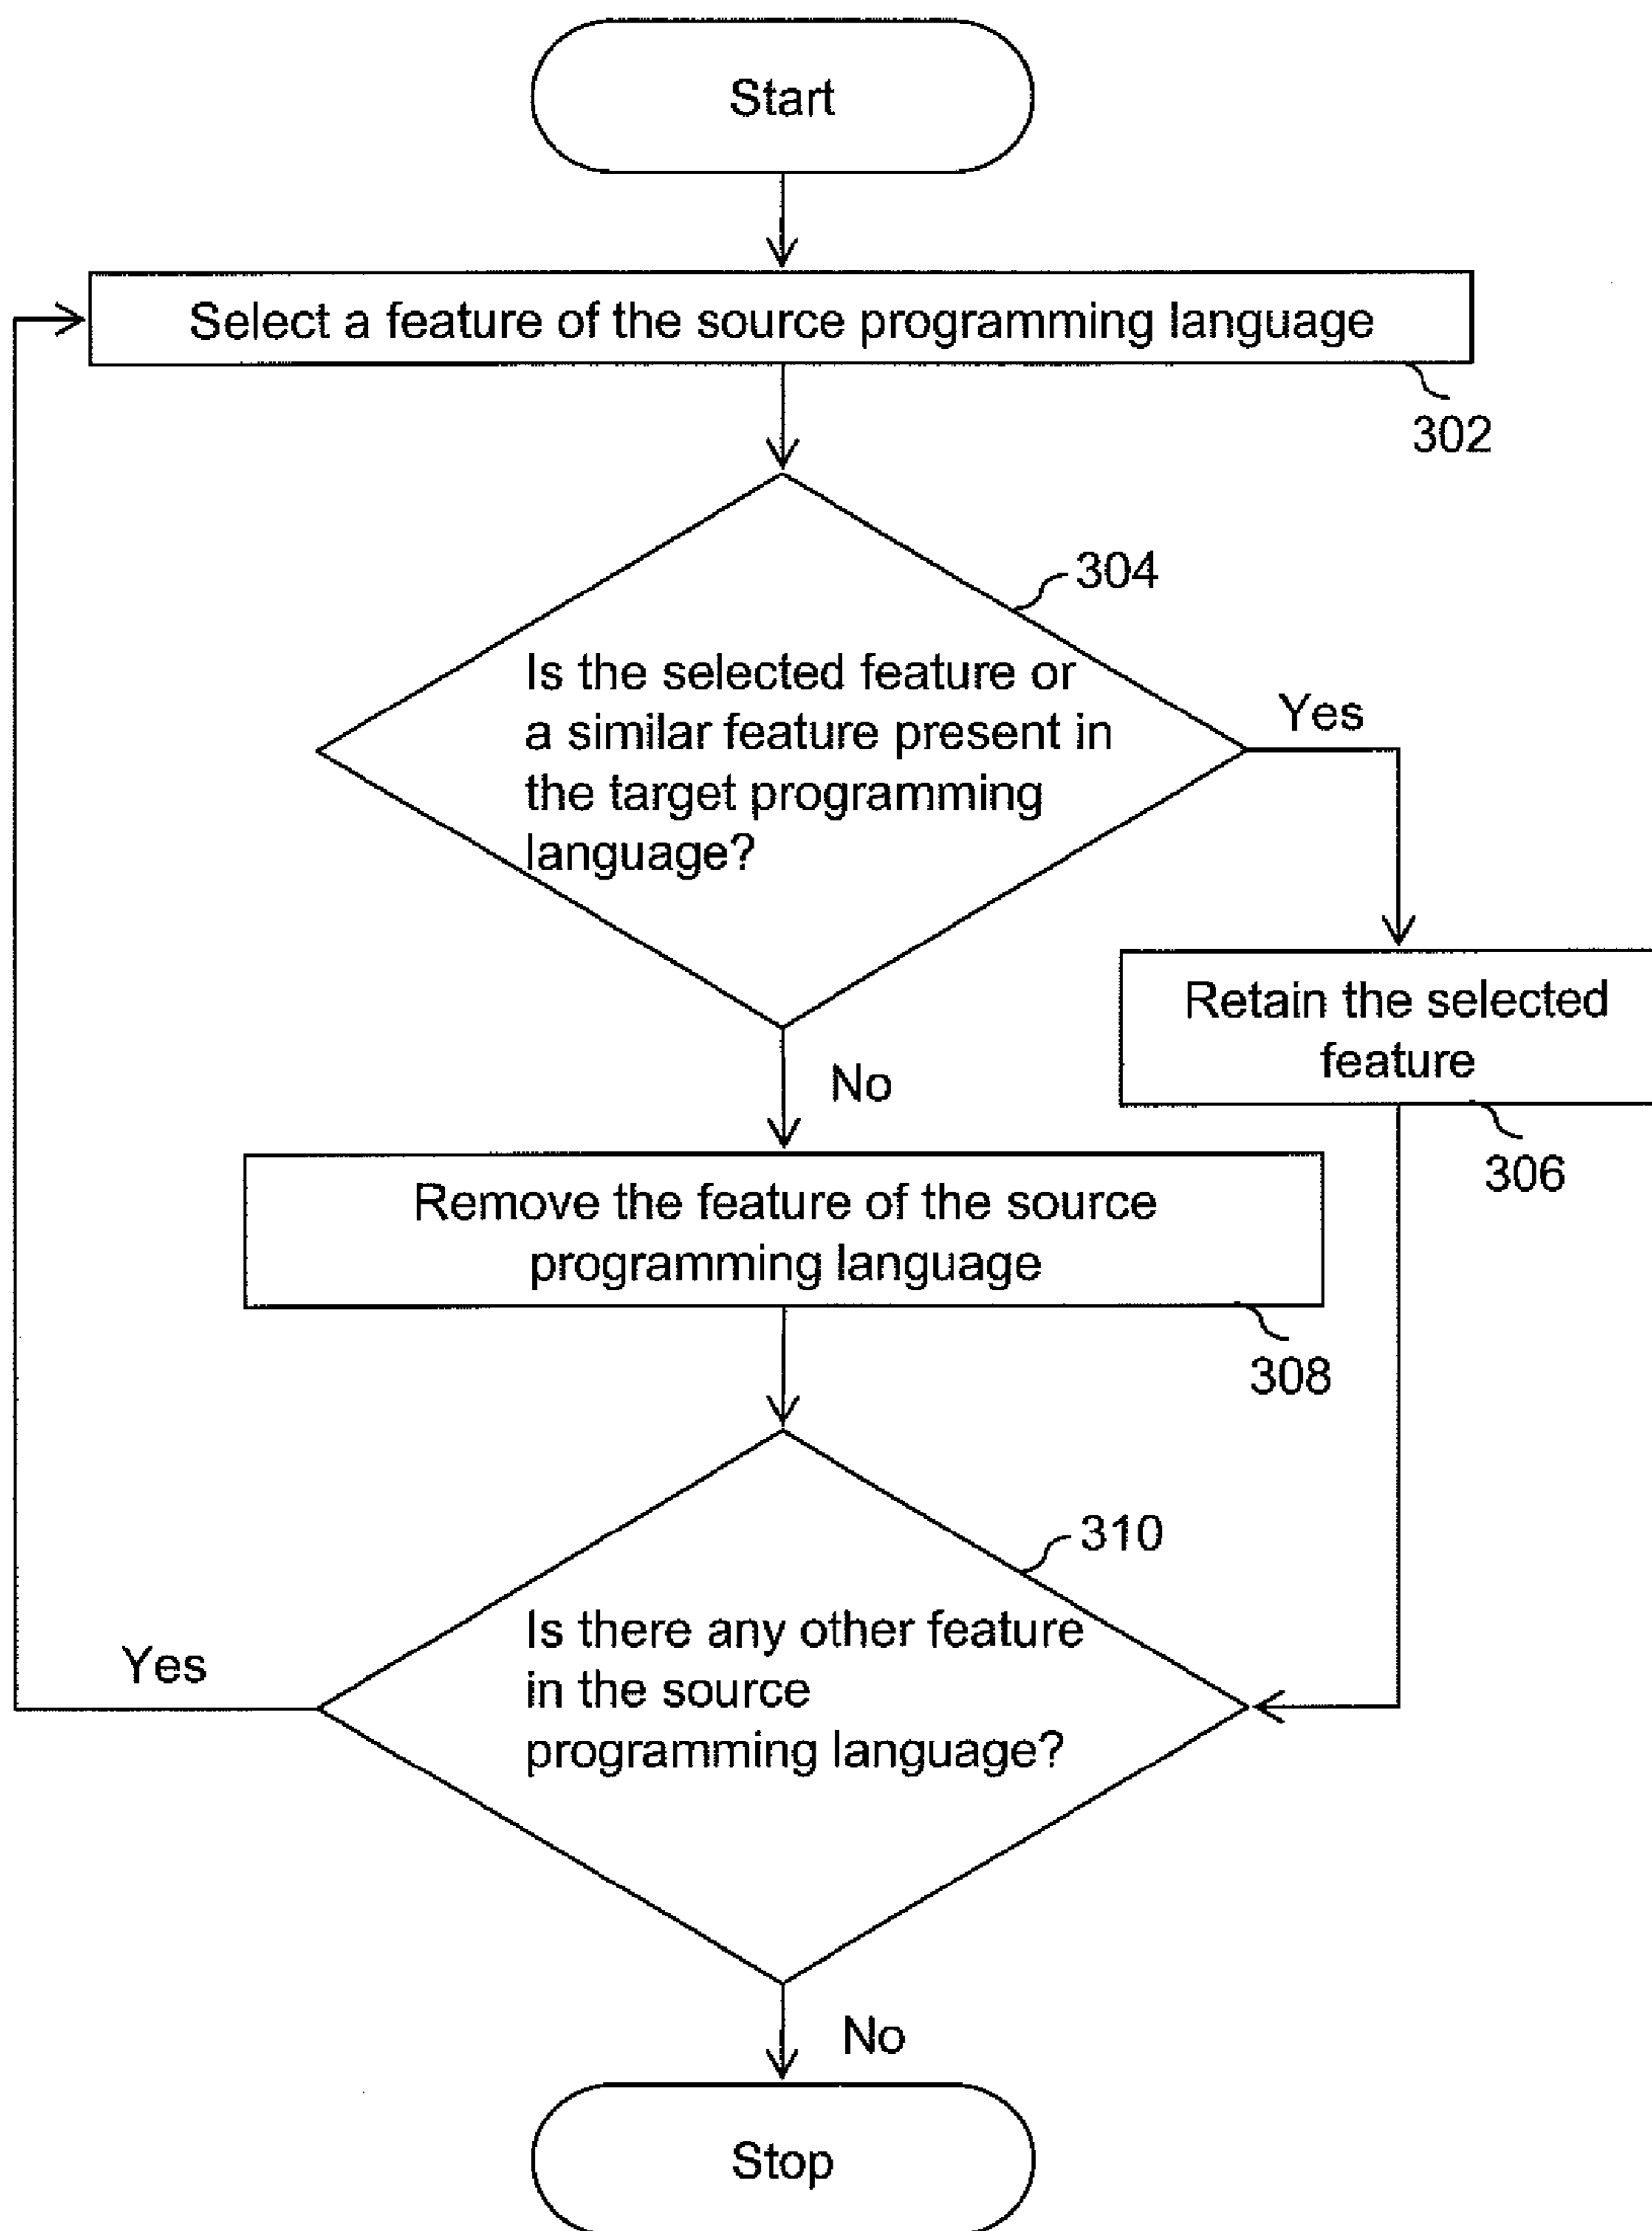 Start
Select a feature of the source programming language
302
304
Is the selected feature or
a similar feature present in
the target programming
language?
Yes
Retain the selected
feature
306
No
Remove the feature of the source
programming language
308
310
Is there any other feature
in the source
programming language?
Yes
No
Stop